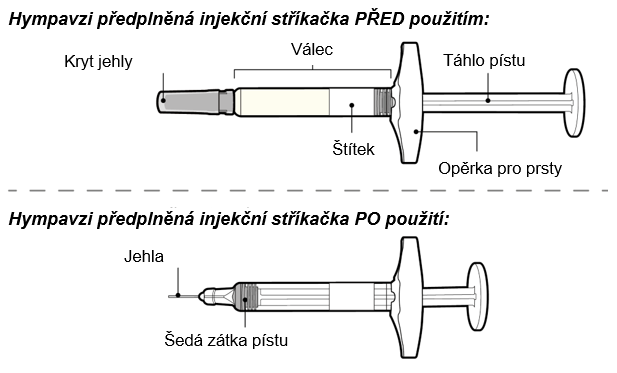 Hympavzi předplněná injekční stříkačka PŘED použitím:
Kryt jehly
Válec
Táhlo pístu
Štítek
Opěrka pro prsty
Hympavzi předplněná injekční stříkačka PO použití:
Jehla
Šedá zátka pístu